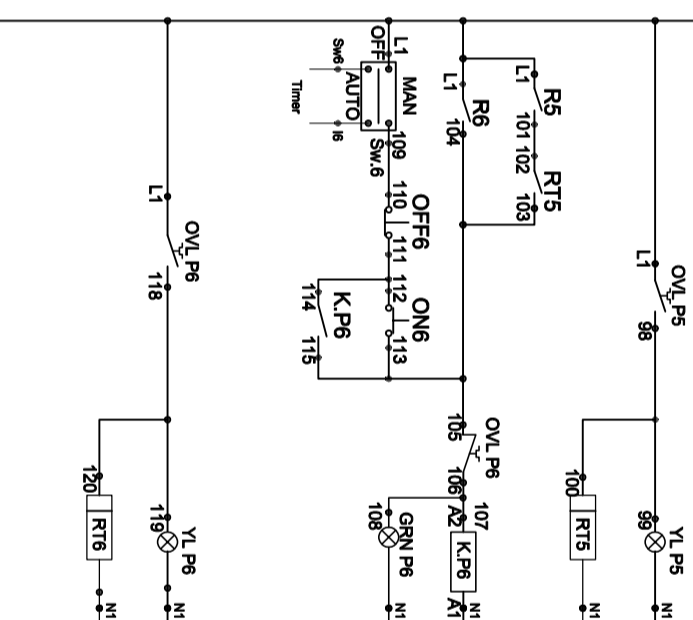 OVL P5
L1
98
99
YL P5
N1
100
RT5
N1
R5
L1
101
102
RT5
103
R6
L1
104
105
OVL P6
106
107
A2
K.P6
A1
N1
GRN P6
108
N1
L1
OFF
MAN
AUTO
Sw6
Timer
I6
109
Sw.6
110
OFF6
111
112
ON6
113
114
K.P6
115
L1
OVL P6
118
119
YL P6
N1
120
RT6
N1